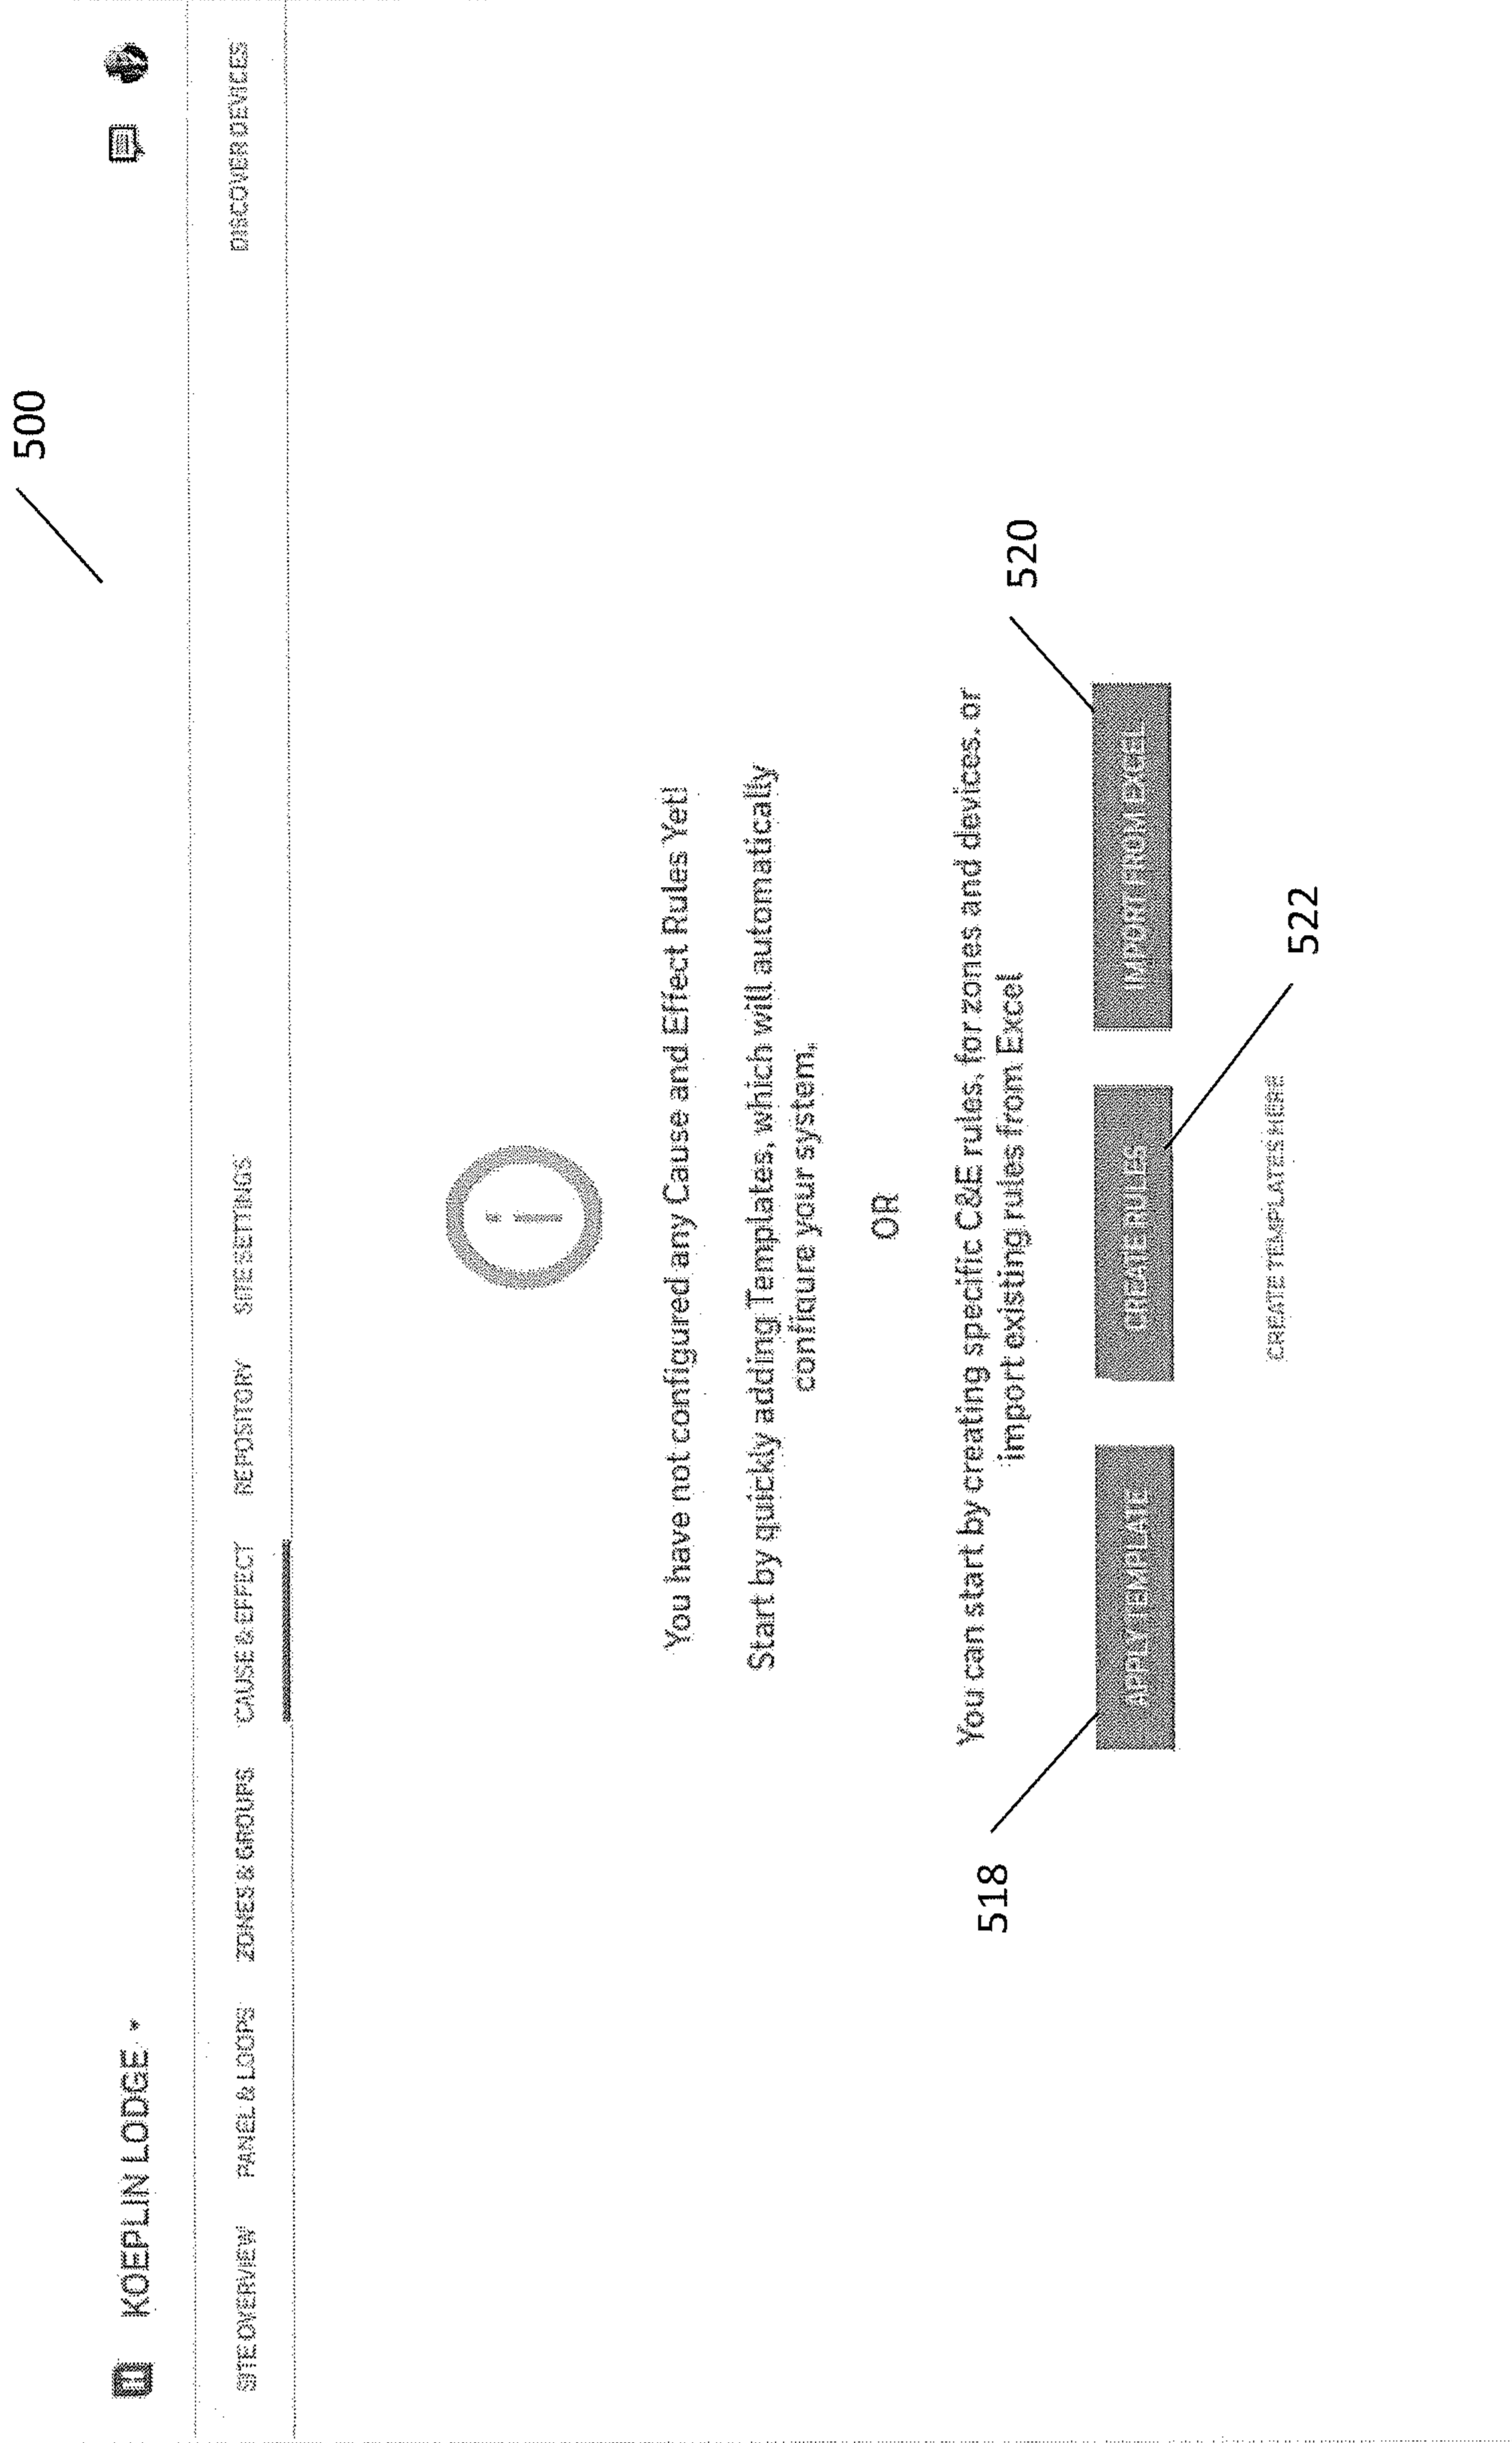 500
KOEPLIN LODGE
SITE OVERVIEW PANEL & LOOPS ZONES & GROUPS CAUSE & EFFECT REPOSITORY SITE SETTINGS DISCOVER DEVICES
You have not configured any Cause and Effect Rules Yet!
Start by quickly adding Templates, which will automatically
configure your system,
OR
You can start by creating specific C&E rules, for zones and devices, or
import existing rules from Excel
518
520
APPLY TEMPLATE CREATE RULES IMPORT FROM EXCEL
522
CREATE TEMPLATES HERE